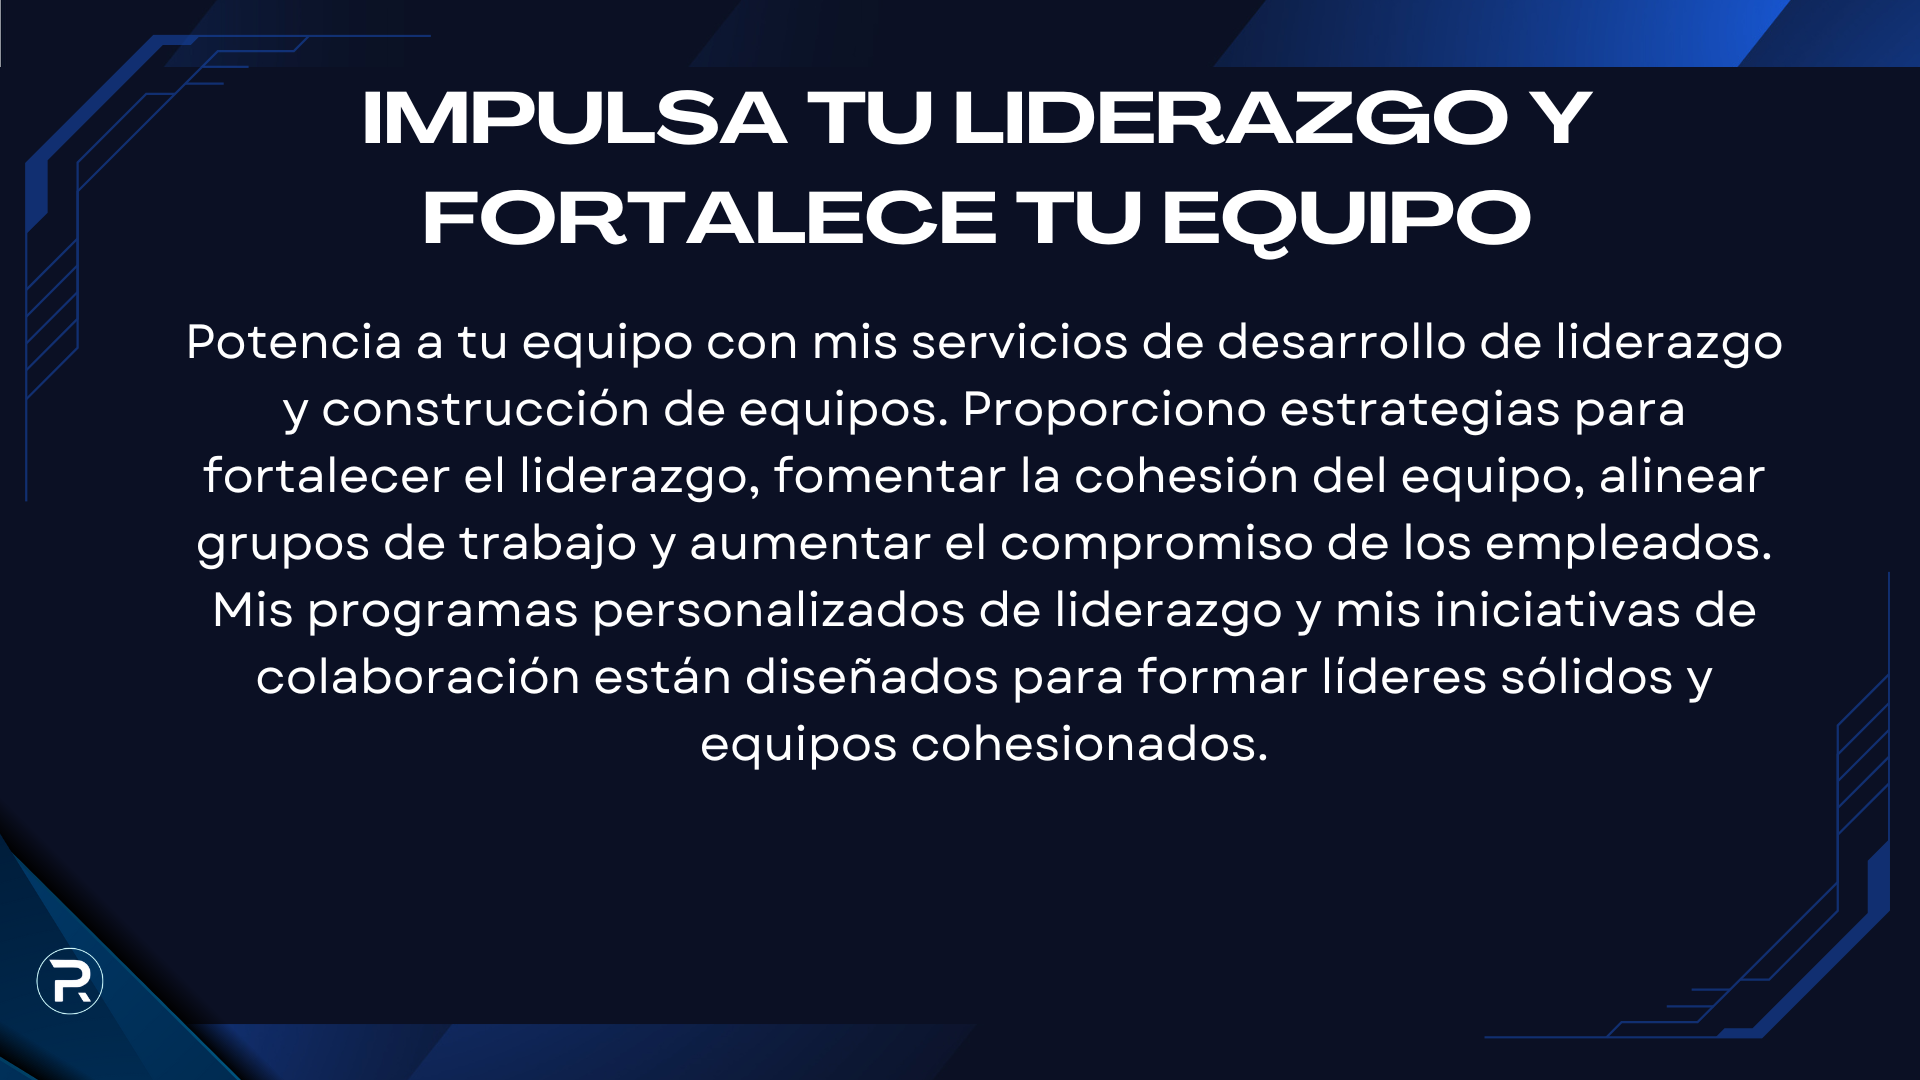 IMPULSA TU LIDERAZGO Y
FORTALECE TU EQUIPO
Potencia a tu equipo con mis servicios de desarrollo de liderazgo
y construcción de equipos. Proporciono estrategias para
fortalecer el liderazgo, fomentar la cohesión del equipo, alinear
grupos de trabajo y aumentar el compromiso de los empleados.
Mis programas personalizados de liderazgo y mis iniciativas de
colaboración están diseñados para formar líderes sólidos y
equipos cohesionados.
R